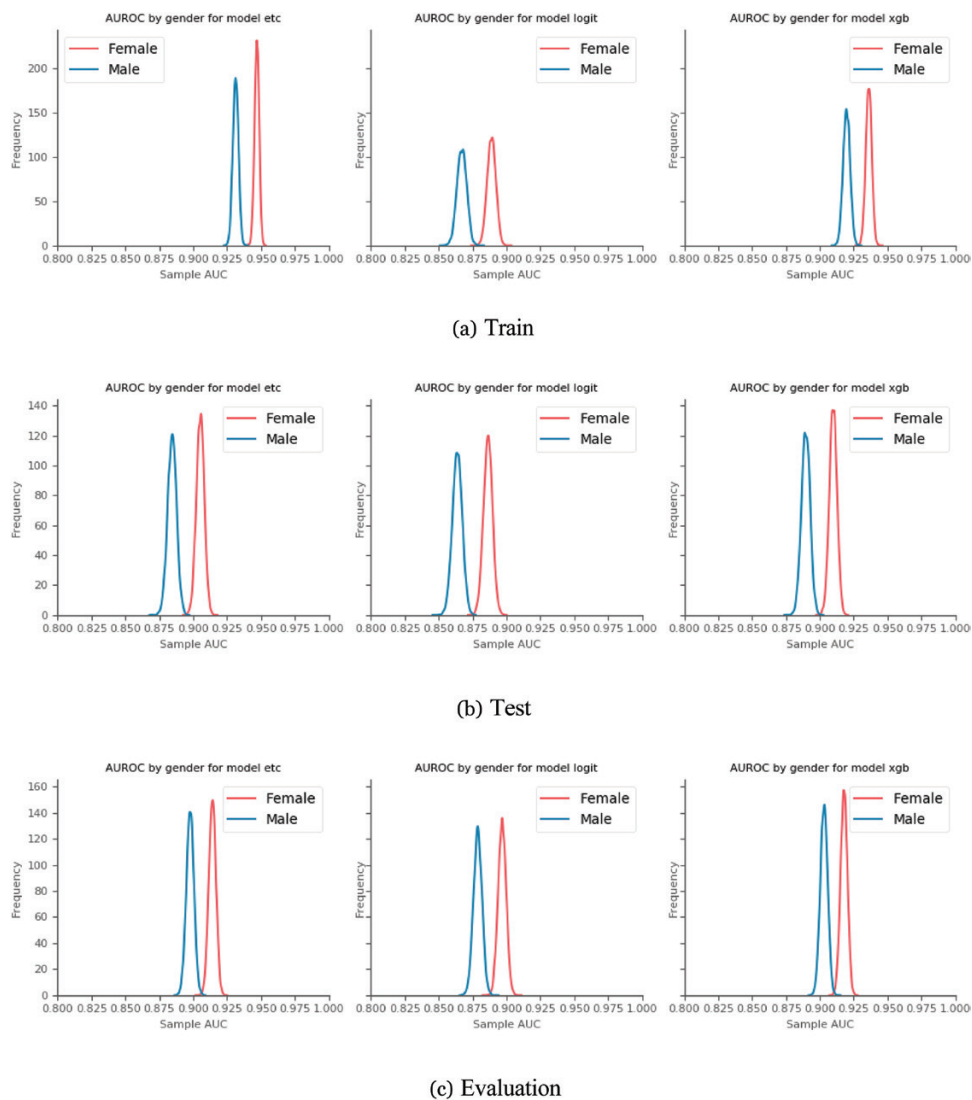 AUROC by gender for model etc
Female
Male
200
150
100
50
0
Frequency
0.800 0.825 0.850 0.875 0.900 0.925 0.950 0.975 1.000
Sample AUC
AUROC by gender for model logit
Female
Male
Frequency
0.800 0.825 0.850 0.875 0.900 0.925 0.950 0.975 1.000
Sample AUC
AUROC by gender for model xgb
Female
Male
Frequency
0.800 0.825 0.850 0.875 0.900 0.925 0.950 0.975 1.000
Sample AUC
(a) Train
AUROC by gender for model etc
Female
Male
140
120
100
80
60
40
20
0
Frequency
0.800 0.825 0.850 0.875 0.900 0.925 0.950 0.975 1.000
Sample AUC
AUROC by gender for model logit
Female
Male
Frequency
0.800 0.825 0.850 0.875 0.900 0.925 0.950 0.975 1.000
Sample AUC
AUROC by gender for model xgb
Female
Male
Frequency
0.800 0.825 0.850 0.875 0.900 0.925 0.950 0.975 1.000
Sample AUC
(b) Test
AUROC by gender for model etc
Female
Male
160
140
120
100
80
60
40
20
0
Frequency
0.800 0.825 0.850 0.875 0.900 0.925 0.950 0.975 1.000
Sample AUC
AUROC by gender for model logit
Female
Male
Frequency
0.800 0.825 0.850 0.875 0.900 0.925 0.950 0.975 1.000
Sample AUC
AUROC by gender for model xgb
Female
Male
Frequency
0.800 0.825 0.850 0.875 0.900 0.925 0.950 0.975 1.000
Sample AUC
(c) Evaluation